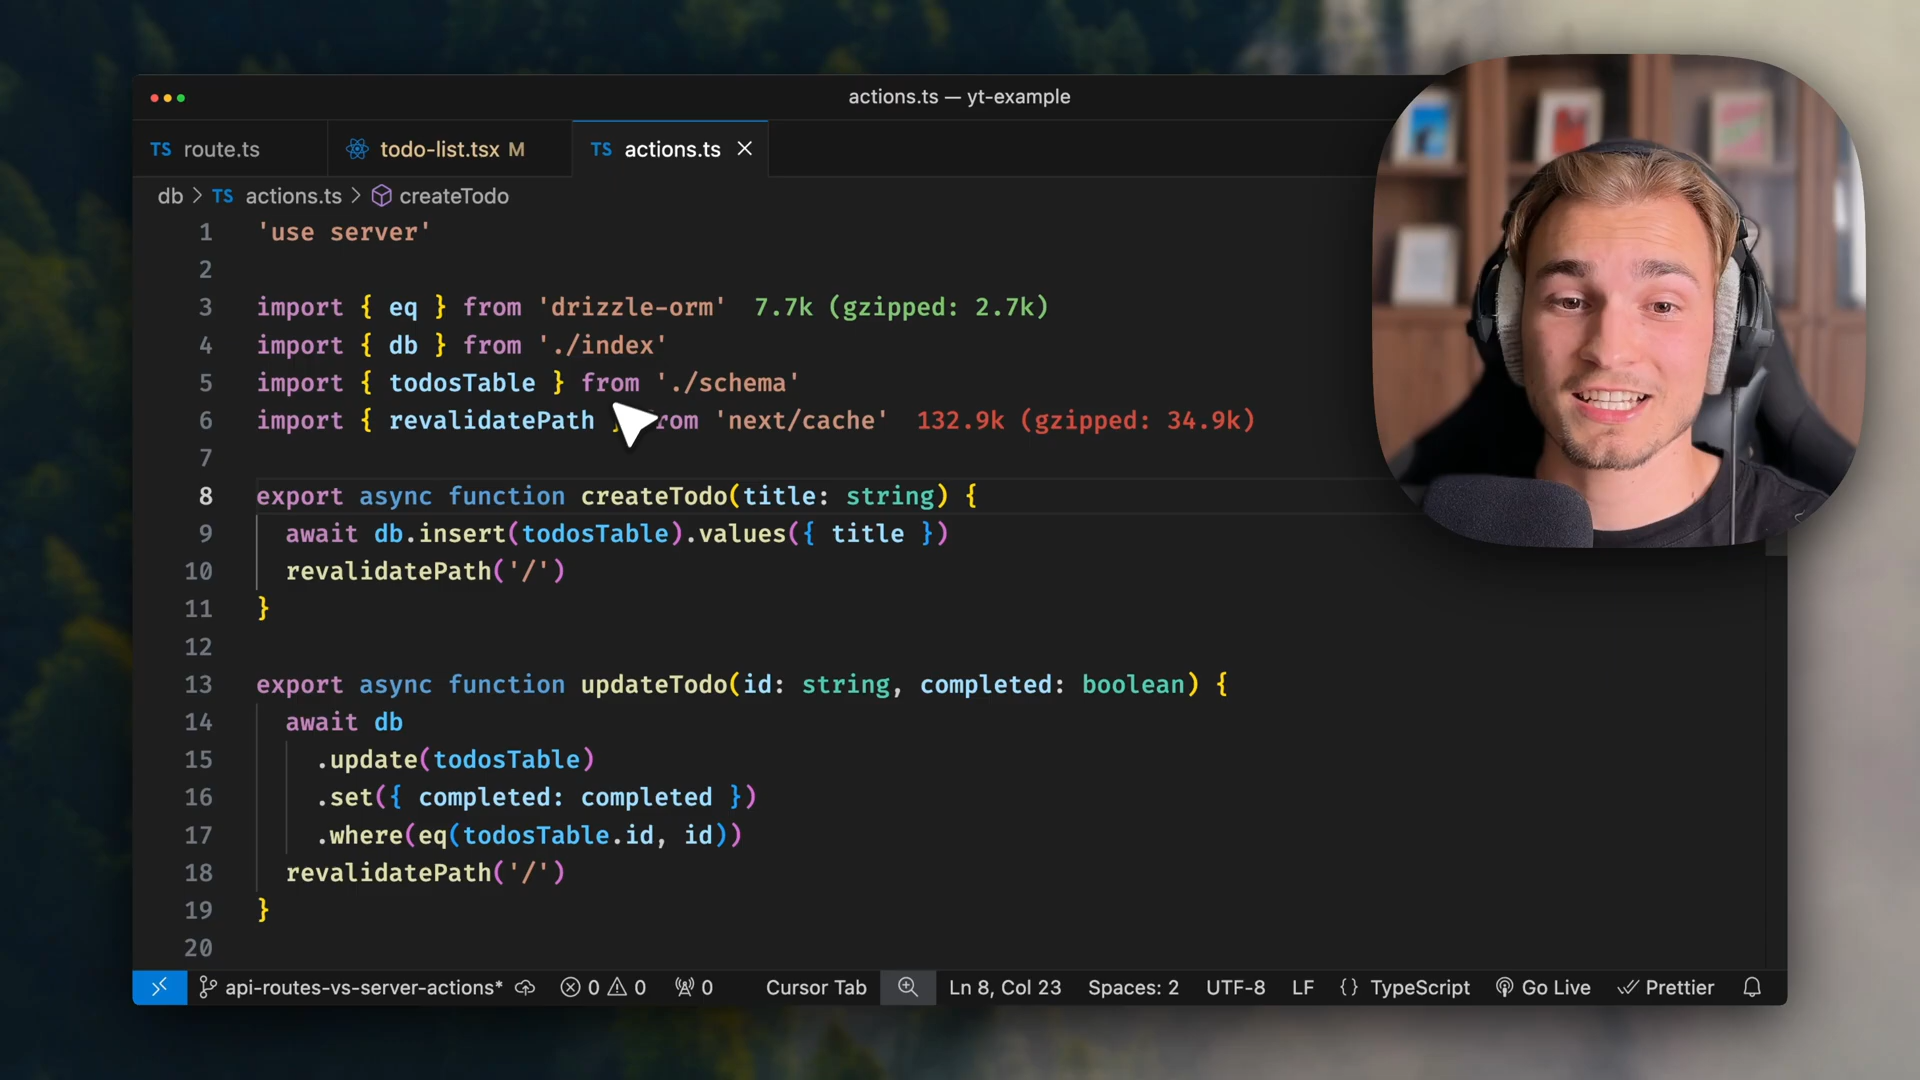 actions.ts — yt-example
TS route.ts
todo-list.tsx M
TS actions.ts
db > TS actions.ts > createTodo
1 'use server'
2
3 import { eq } from 'drizzle-orm' 7.7k (gzipped: 2.7k)
4 import { db } from './index'
5 import { todosTable } from './schema'
6 import { revalidatePath } from 'next/cache' 132.9k (gzipped: 34.9k)
7
8 export async function createTodo(title: string) {
9 await db.insert(todosTable).values({ title })
10 revalidatePath('/')
11 }
12
13 export async function updateTodo(id: string, completed: boolean) {
14 await db
15 .update(todosTable)
16 .set({ completed: completed })
17 .where(eq(todosTable.id, id))
18 revalidatePath('/')
19 }
20
api-routes-vs-server-actions* 0 0 0 Cursor Tab Ln 8, Col 23 Spaces: 2 UTF-8 LF {} TypeScript Go Live Prettier